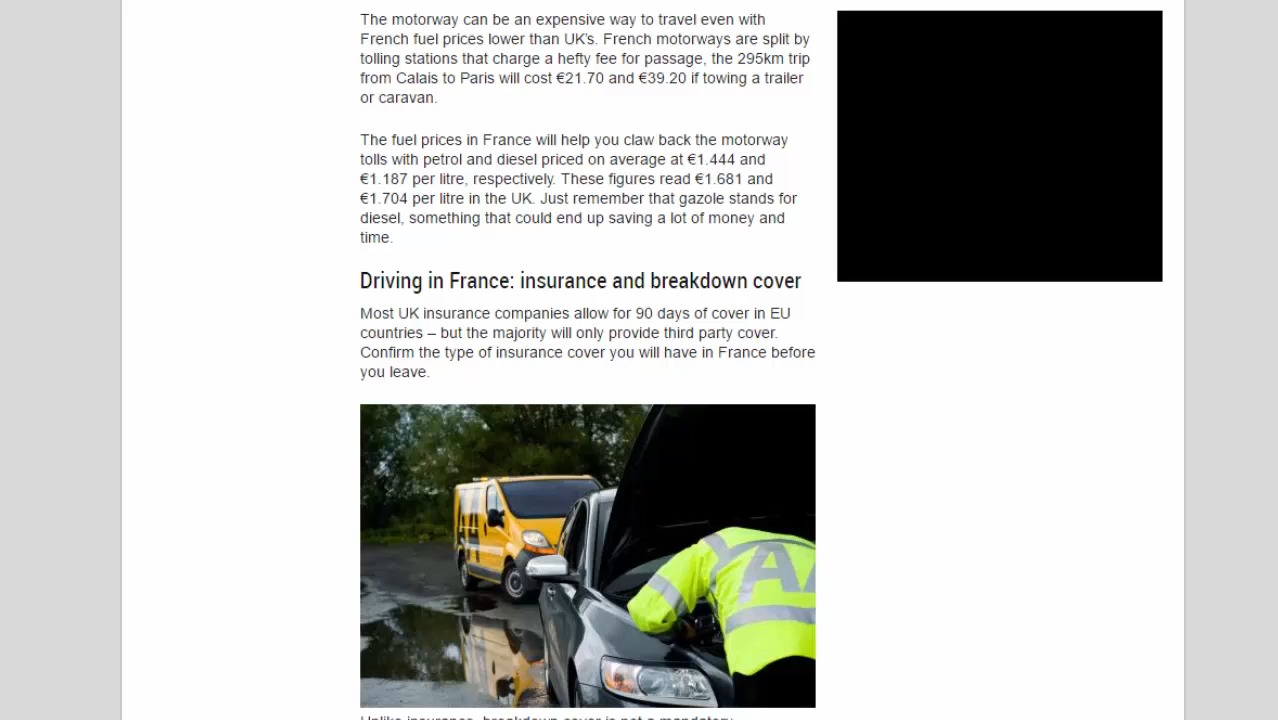 The motorway can be an expensive way to travel even with
French fuel prices lower than UK's. French motorways are split by
tolling stations that charge a hefty fee for passage, the 295km trip
from Calais to Paris will cost €21.70 and €39.20 if towing a trailer
or caravan.
The fuel prices in France will help you claw back the motorway
tolls with petrol and diesel priced on average at €1.444 and
€1.187 per litre, respectively. These figures read €1.681 and
€1.704 per litre in the UK. Just remember that gazole stands for
diesel, something that could end up saving a lot of money and
time.
Driving in France: insurance and breakdown cover
Most UK insurance companies allow for 90 days of cover in EU
countries – but the majority will only provide third party cover.
Confirm the type of insurance cover you will have in France before
you leave.
AA
Unlike insurance, breakdown cover is not a mandatory